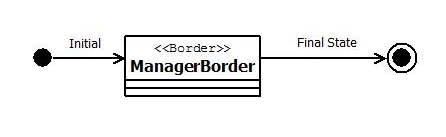 Initial
<<Border>>
ManagerBorder
Final State